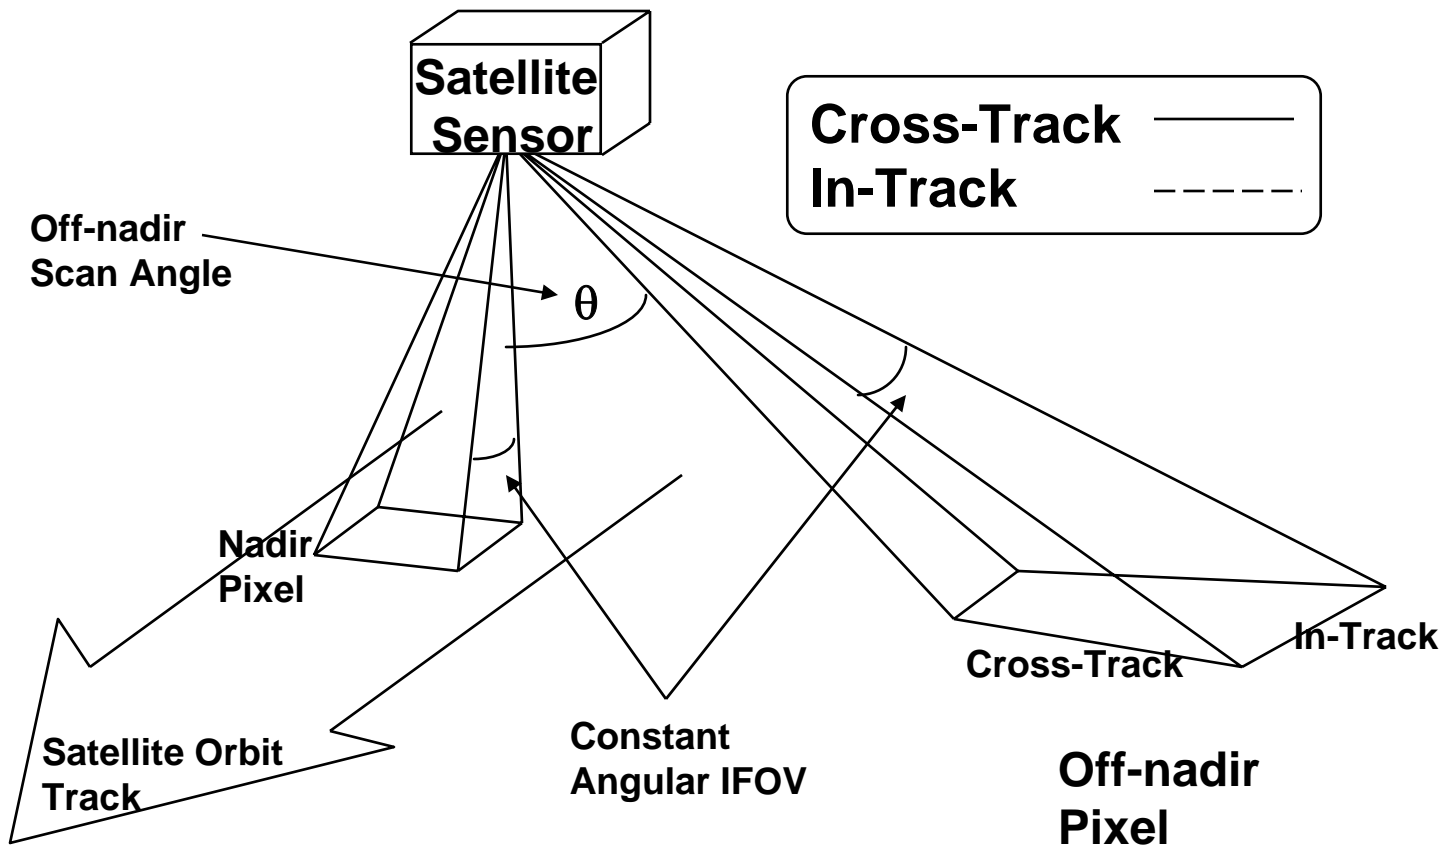 Satellite
Sensor
Cross-Track
In-Track
Off-nadir
Scan Angle
θ
Nadir
Pixel
In-Track
Cross-Track
Satellite Orbit
Track
Constant
Angular IFOV
Off-nadir
Pixel